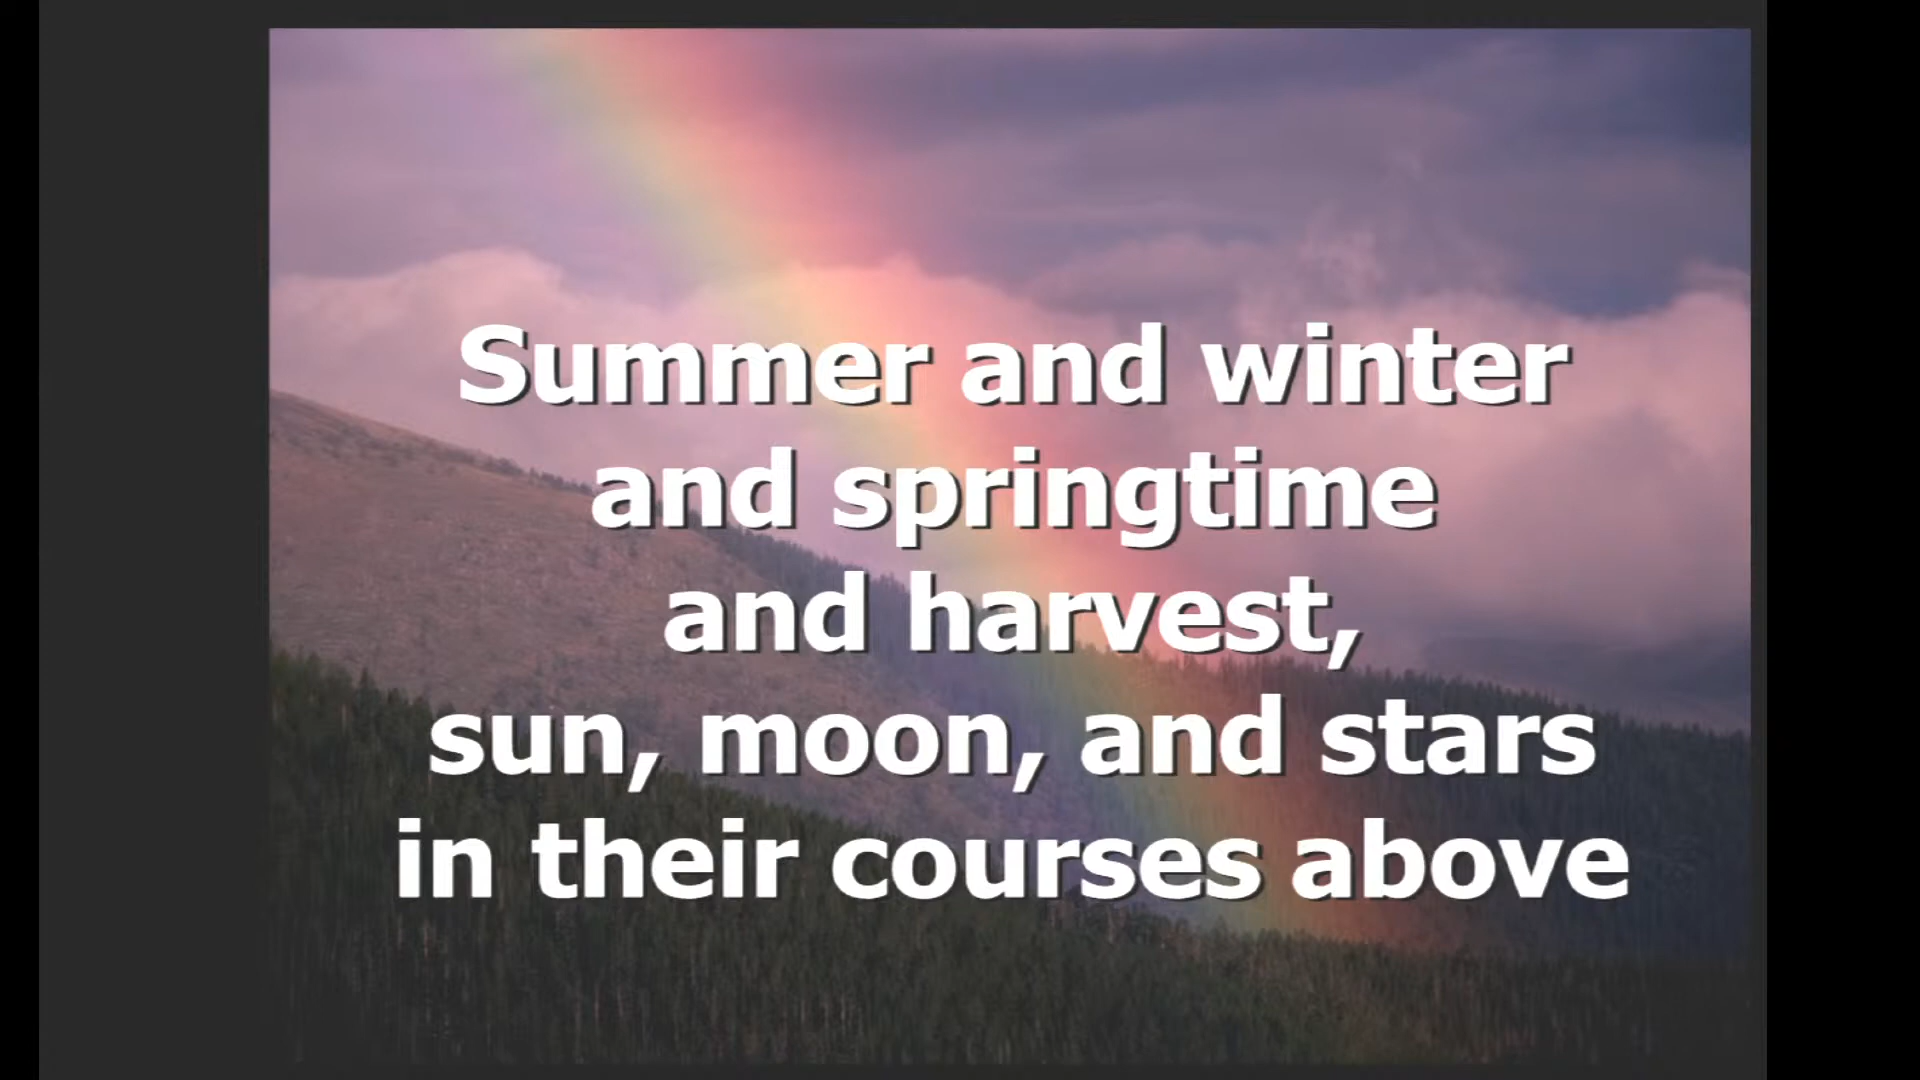 Summer and winter
and springtime
and harvest,
sun, moon, and stars
in their courses above